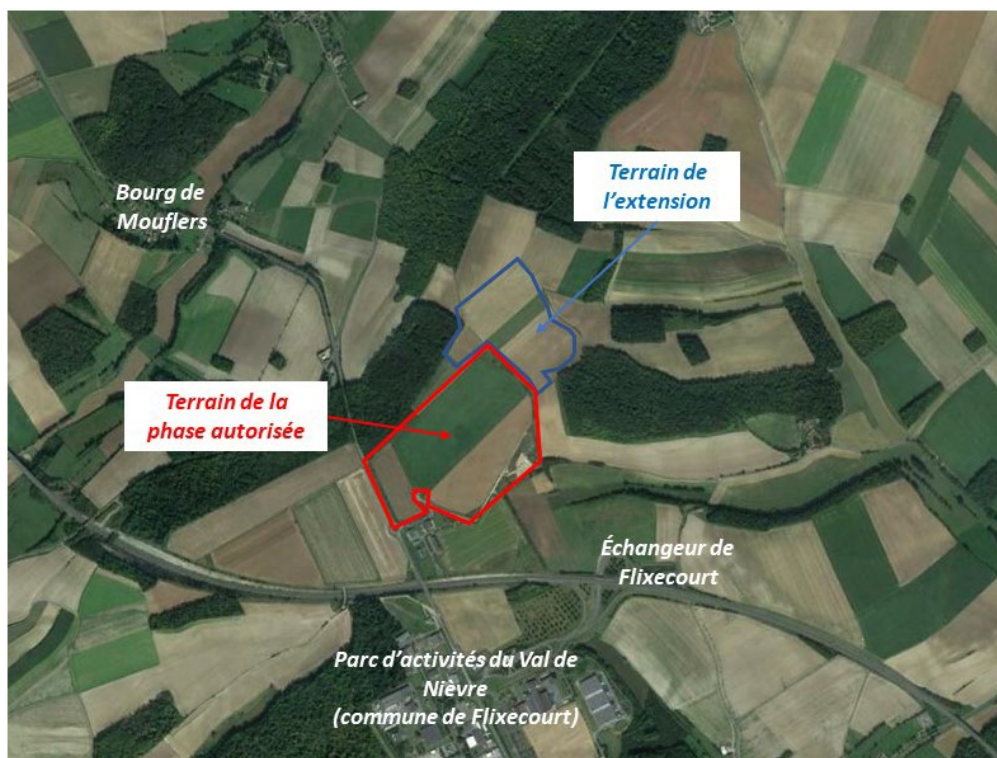 Bourg de
Mouflers
Terrain de
l'extension
Terrain de la
phase autorisée
Échangeur de
Flixecourt
Parc d'activités du Val de
Nièvre
(commune de Flixecourt)